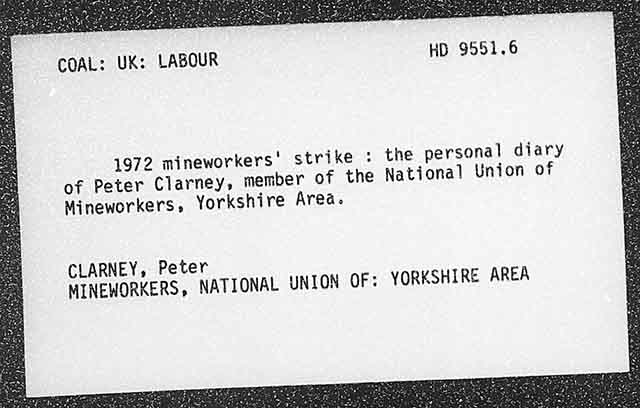 COAL: UK: LABOUR HD 9551.6
1972 mineworkers' strike : the personal diary
of Peter Clarney, member of the National Union of
Mineworkers, Yorkshire Area.
CLARNEY, Peter
MINEWORKERS, NATIONAL UNION OF: YORKSHIRE AREA